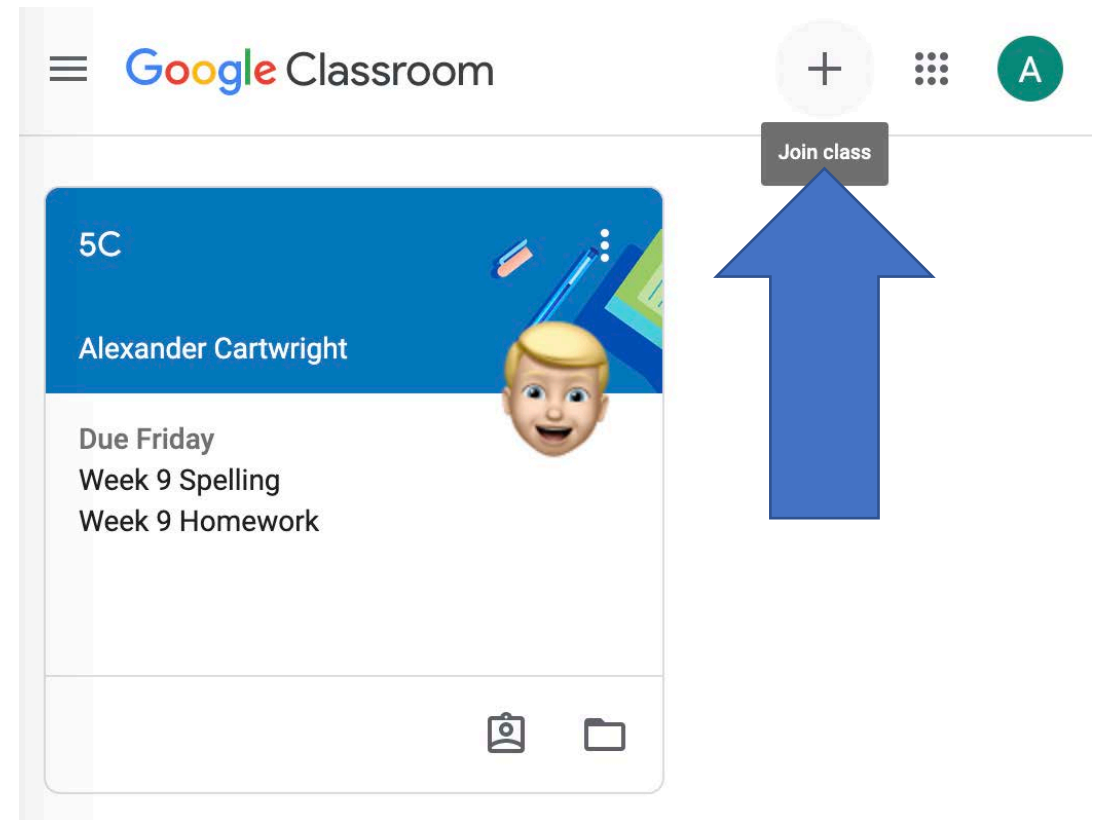 Google Classroom
A
Join class
5C
Alexander Cartwright
Due Friday
Week 9 Spelling
Week 9 Homework